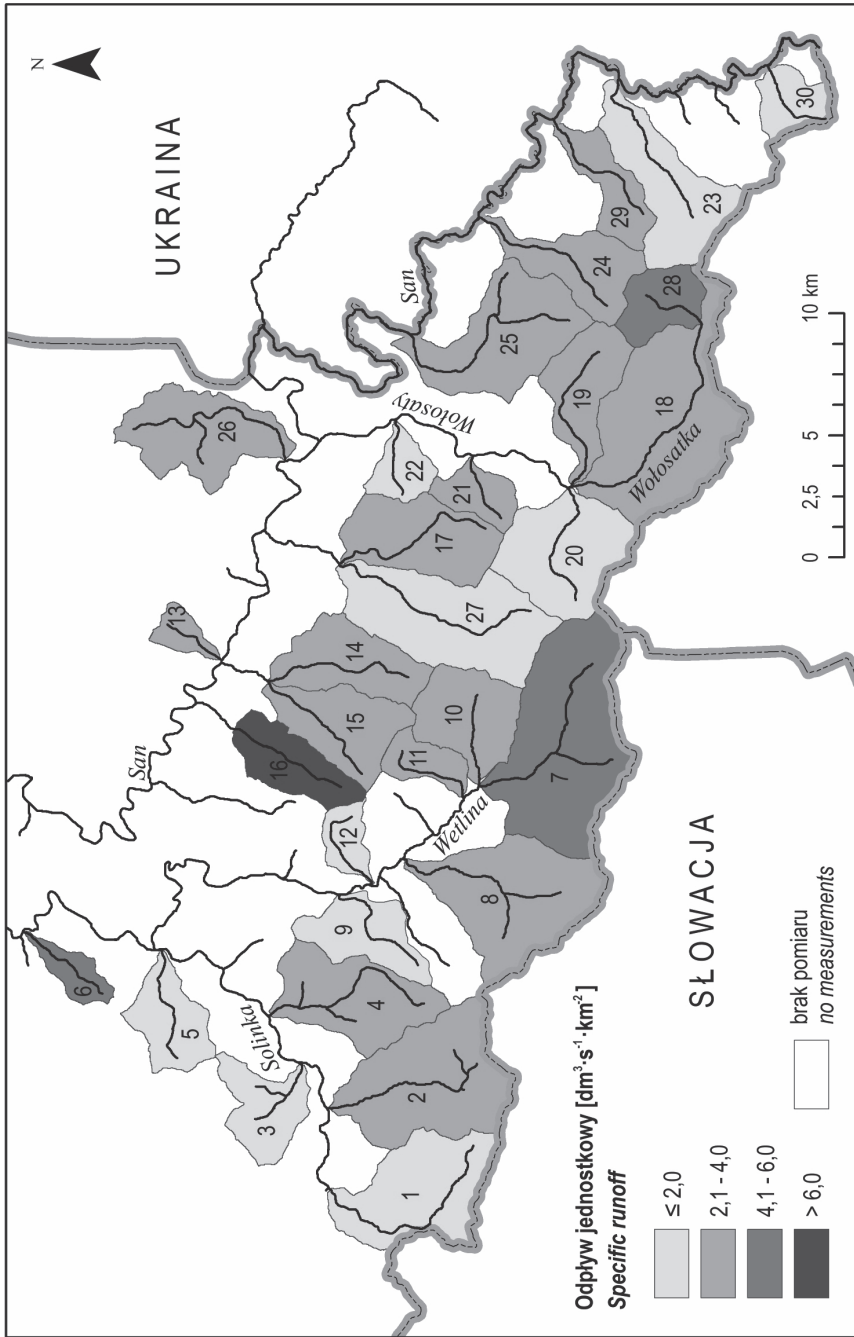 N
UKRAINA
SŁOWACJA
San
San
Solinka
Wetlina
Wołosaty
Wołosatka
1
2
3
4
5
6
7
8
9
10
11
12
13
14
15
16
17
18
19
20
21
22
23
24
25
26
27
28
29
30
Odpływ jednostkowy [dm³·s⁻¹·km⁻²]
Specific runoff
≤ 2,0
2,1 - 4,0
4,1 - 6,0
> 6,0
brak pomiaru
no measurements
0 2,5 5 10 km